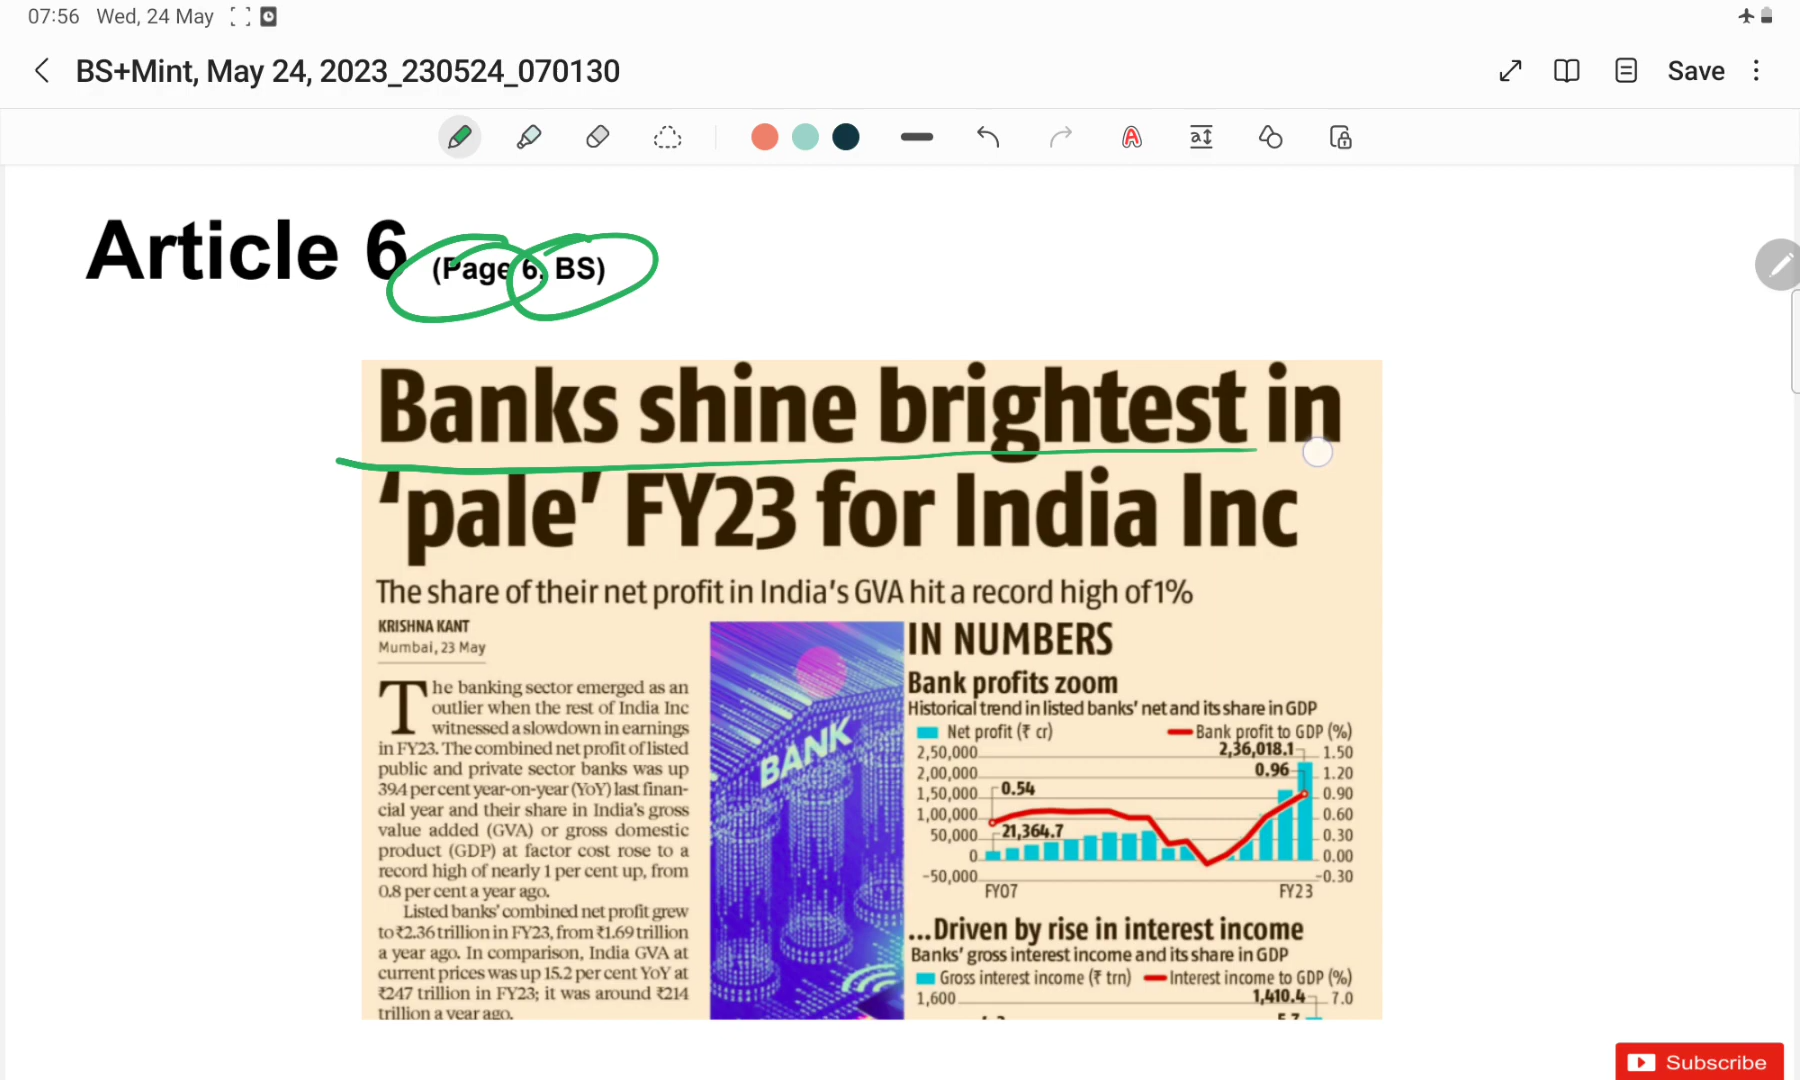 07:56 Wed, 24 May
BS+Mint, May 24, 2023_230524_070130
Save
Article 6 (Page 6, BS)
Banks shine brightest in
'pale' FY23 for India Inc
The share of their net profit in India's GVA hit a record high of 1%
KRISHNA KANT
Mumbai, 23 May
The banking sector emerged as an
outlier when the rest of India Inc
witnessed a slowdown in earnings
in FY23. The combined net profit of listed
public and private sector banks was up
39.4 per cent year-on-year (YoY) last finan-
cial year and their share in India's gross
value added (GVA) or gross domestic
product (GDP) at factor cost rose to a
record high of nearly 1 per cent up, from
0.8 per cent a year ago.
Listed banks' combined net profit grew
to ₹2.36 trillion in FY23, from ₹1.69 trillion
a year ago. In comparison, India GVA at
current prices was up 15.2 per cent YoY at
₹247 trillion in FY23; it was around ₹214
trillion a year ago.
BANK
IN NUMBERS
Bank profits zoom
Historical trend in listed banks' net and its share in GDP
Net profit (₹ cr) Bank profit to GDP (%)
2,50,000 2,36,018.1 1.50
2,00,000 0.96 1.20
1,50,000 0.54 0.90
1,00,000 0.60
50,000 21,364.7 0.30
0 0.00
-50,000 -0.30
FY07 FY23
...Driven by rise in interest income
Banks' gross interest income and its share in GDP
Gross interest income (₹ trn) Interest income to GDP (%)
1,600 1,410.4 7.0
Subscribe